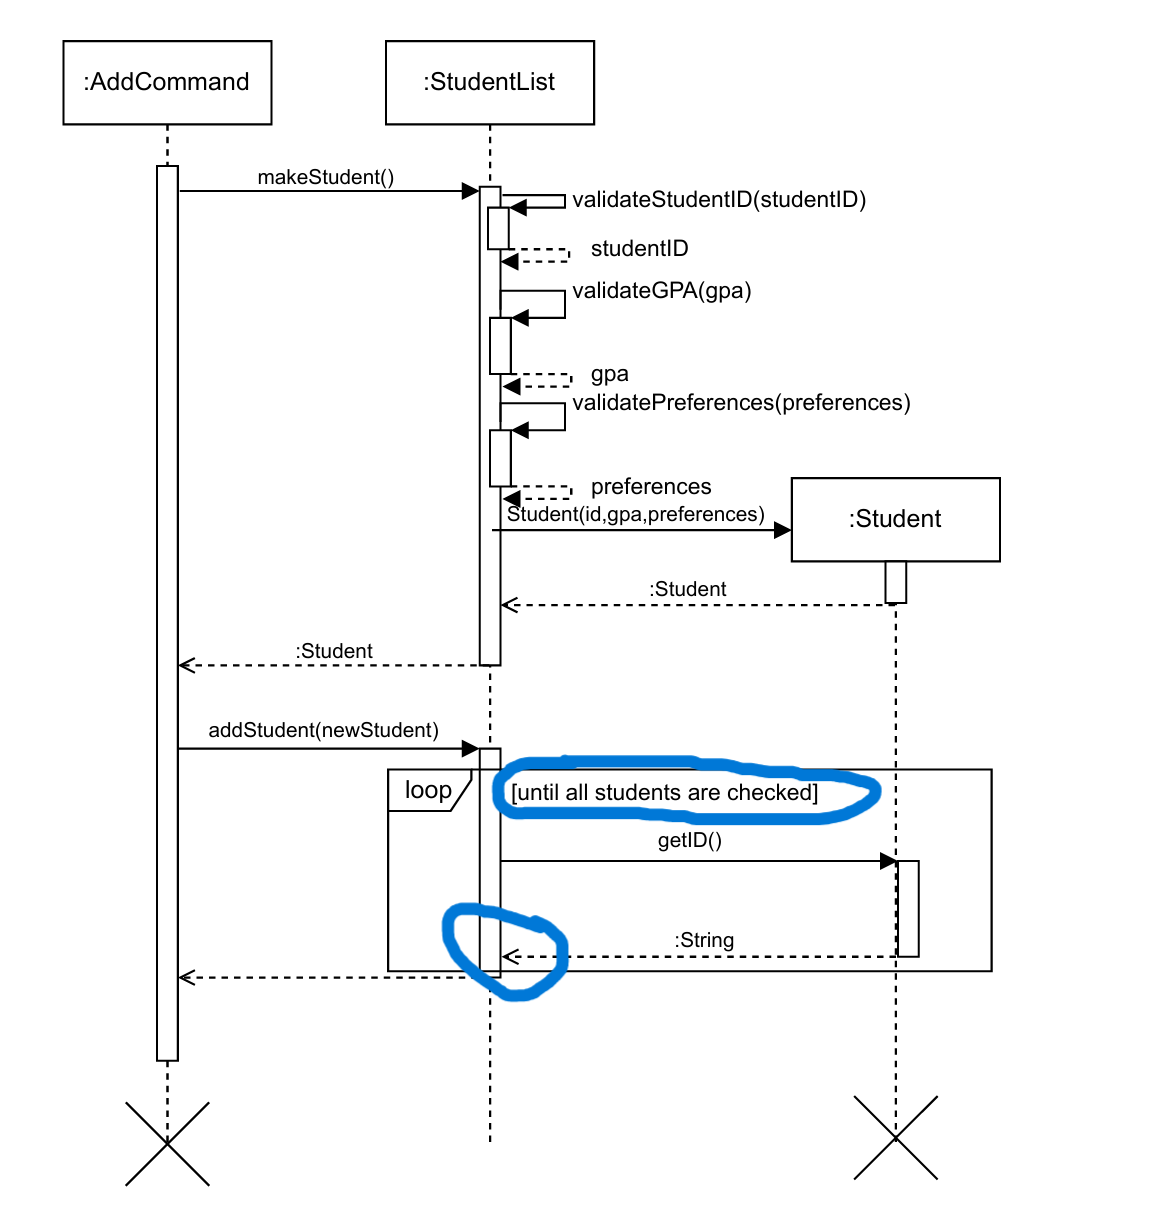 :AddCommand
:StudentList
makeStudent()
validateStudentID(studentID)
studentID
validateGPA(gpa)
gpa
validatePreferences(preferences)
preferences
Student(id,gpa,preferences)
:Student
:Student
:Student
addStudent(newStudent)
loop
[until all students are checked]
getID()
:String